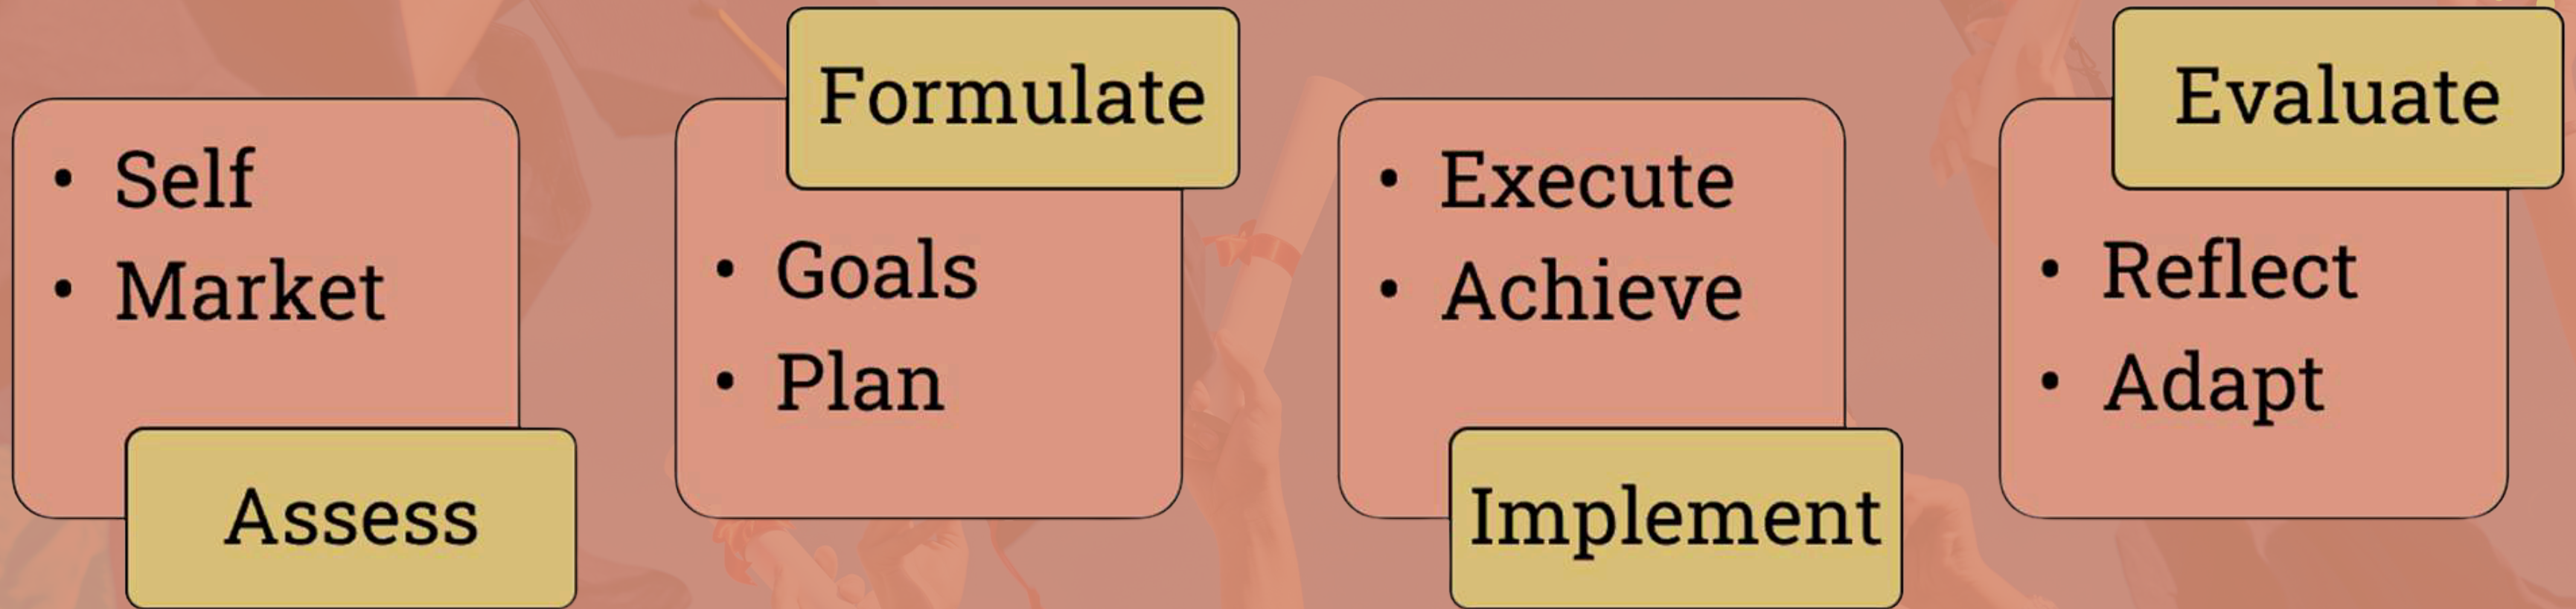 • Self
• Market
Assess
Formulate
• Goals
• Plan
• Execute
• Achieve
Implement
Evaluate
• Reflect
• Adapt